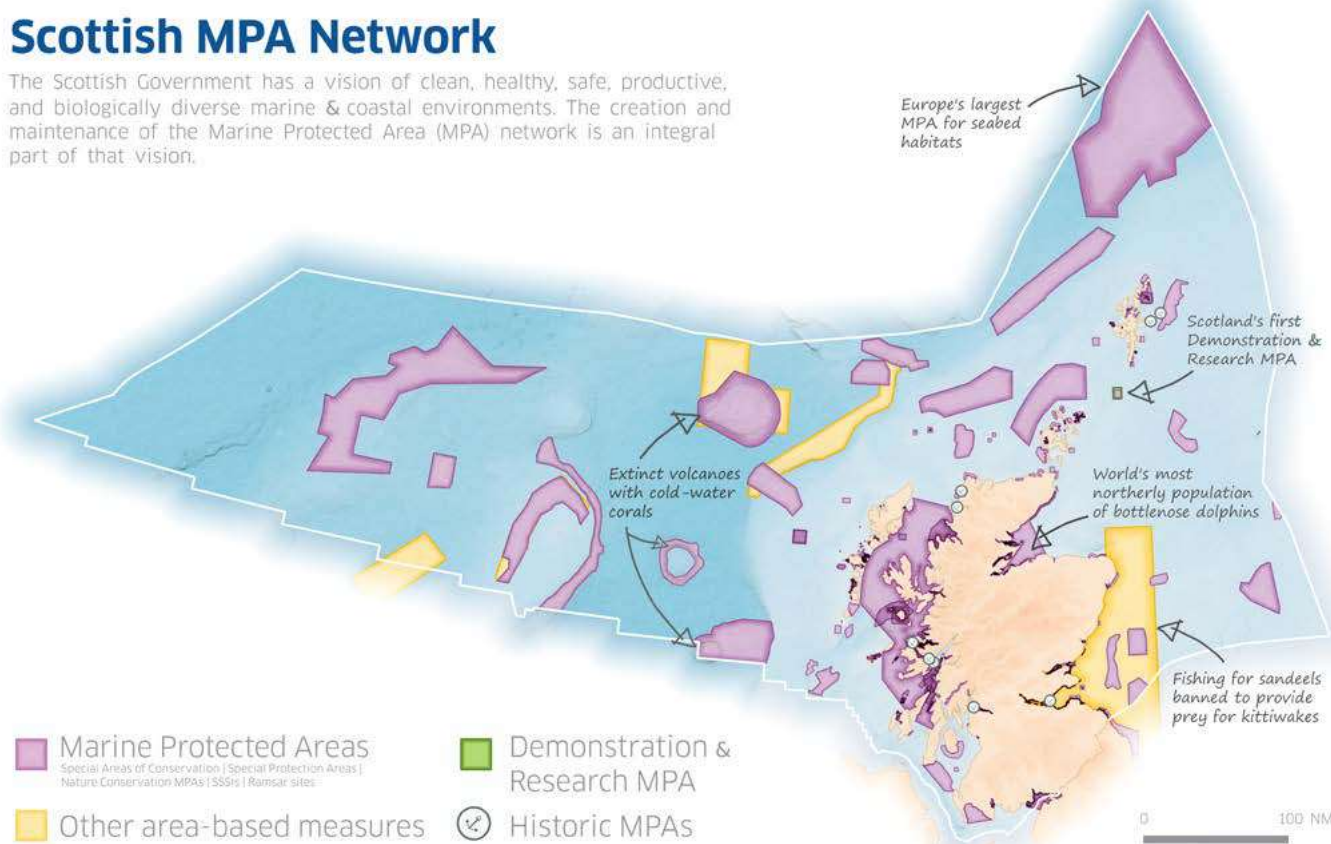 Scottish MPA Network
The Scottish Government has a vision of clean, healthy, safe, productive,
and biologically diverse marine & coastal environments. The creation and
maintenance of the Marine Protected Area (MPA) network is an integral
part of that vision.
Europe's largest
MPA for seabed
habitats
Scotland's first
Demonstration &
Research MPA
Extinct volcanoes
with cold-water
corals
World's most
northerly population
of bottlenose dolphins
Fishing for sandeels
banned to provide
prey for kittiwakes
Marine Protected Areas
Special Areas of Conservation | Special Protection Areas |
Nature Conservation MPAs | SSSIs | Ramsar sites
Other area-based measures
Demonstration &
Research MPA
Historic MPAs
0 100 NM